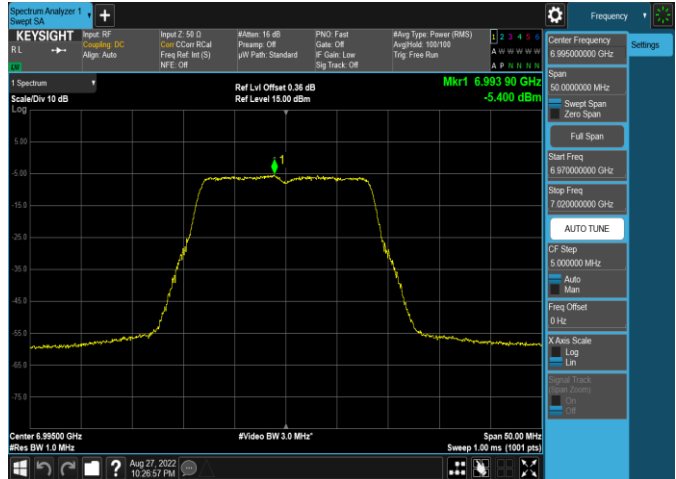 Spectrum Analyzer 1
Swept SA
Frequency
KEYSIGHT
RL
Input: RF
Coupling: DC
Align: Auto
Input Z: 50 Ω
Corr CCorr RCal
Freq Ref: Int (S)
NFE: Off
#Atten: 16 dB
Preamp: Off
µW Path: Standard
PNO: Fast
Gate: Off
IF Gain: Low
Sig Track: Off
#Avg Type: Power (RMS)
Avg|Hold: 100/100
Trig: Free Run
1 2 3 4 5 6
A W W W W W
A P N N N N
1 Spectrum
Scale/Div 10 dB
Log
Ref Lvl Offset 0.36 dB
Ref Level 15.00 dBm
Mkr1 6.993 90 GHz
-5.400 dBm
1
5.00
-5.00
-15.0
-25.0
-35.0
-45.0
-55.0
-65.0
-75.0
Center 6.99500 GHz
#Res BW 1.0 MHz
#Video BW 3.0 MHz*
Span 50.00 MHz
Sweep 1.00 ms (1001 pts)
Aug 27, 2022
10:26:57 PM
Center Frequency
6.995000000 GHz
Settings
Span
50.0000000 MHz
Swept Span
Zero Span
Full Span
Start Freq
6.970000000 GHz
Stop Freq
7.020000000 GHz
AUTO TUNE
CF Step
5.000000 MHz
Auto
Man
Freq Offset
0 Hz
X Axis Scale
Log
Lin
Signal Track
(Span Zoom)
On
Off